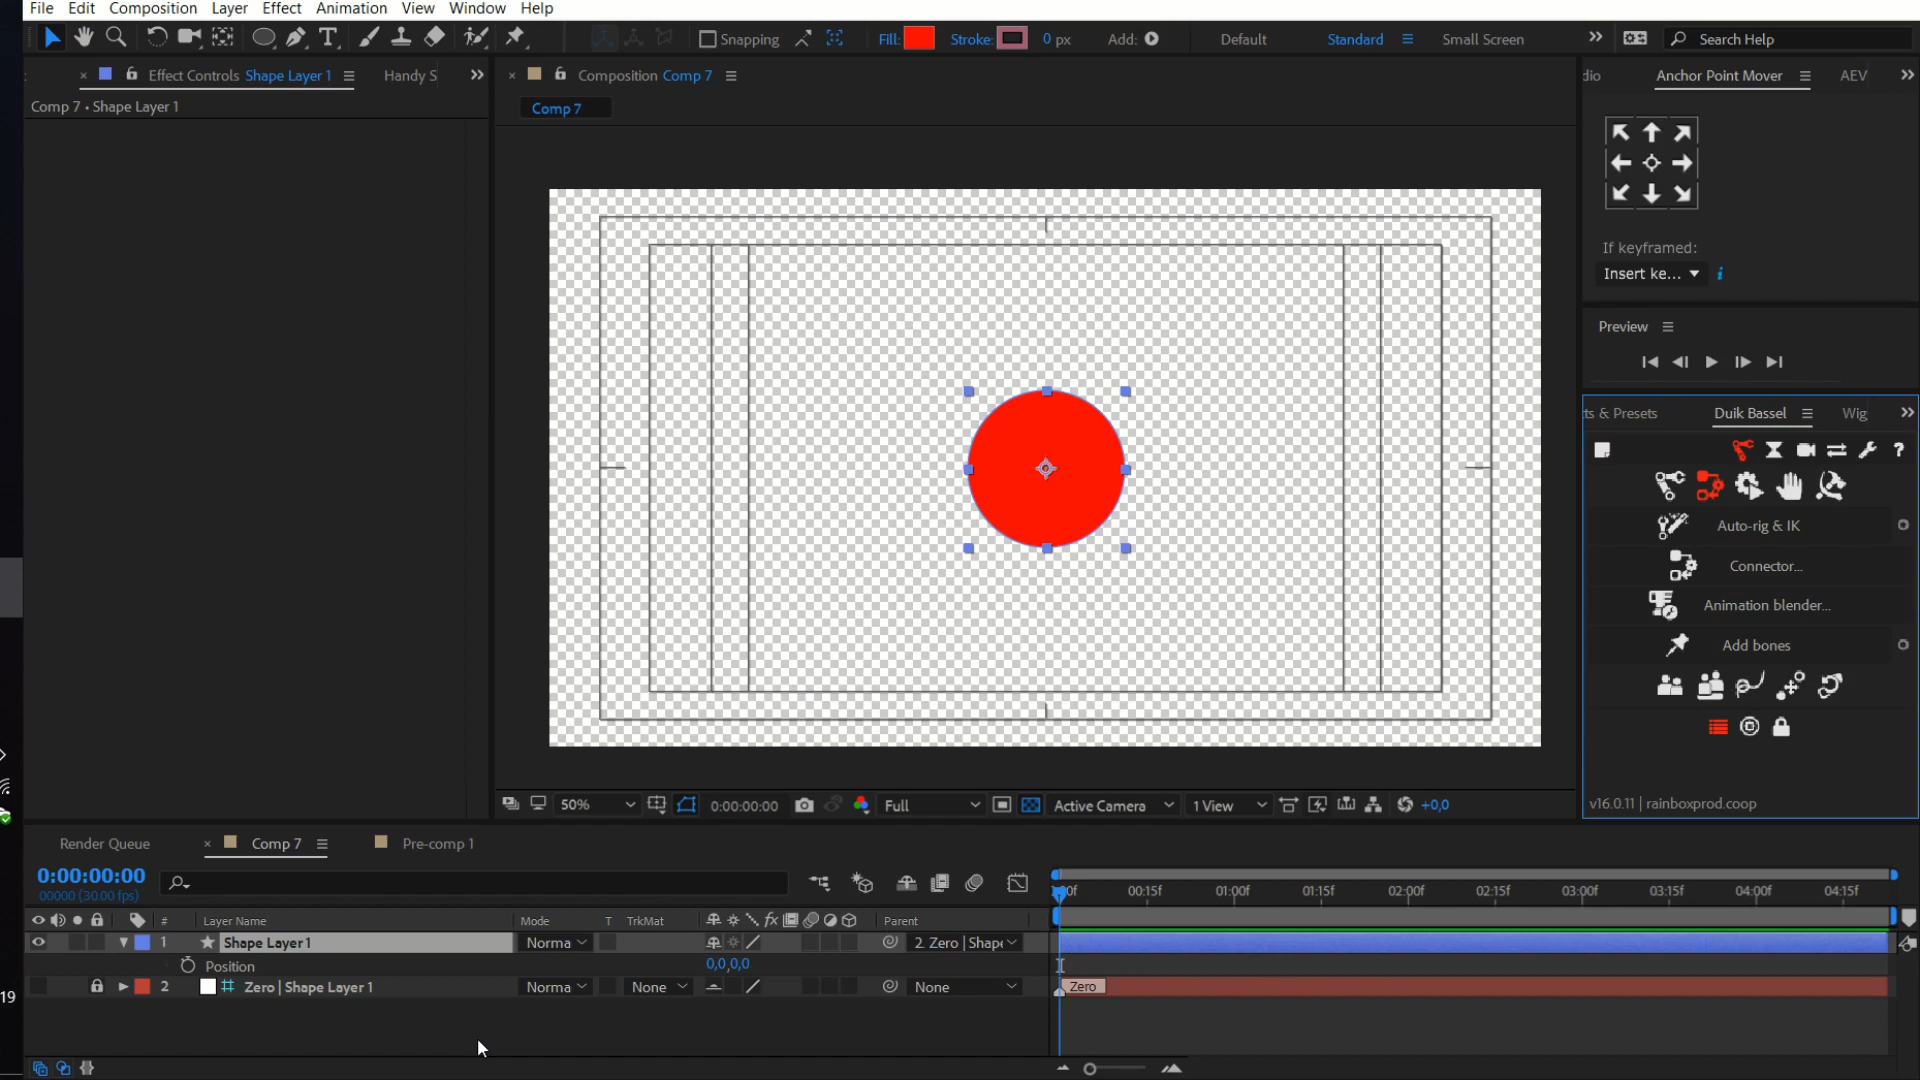 File Edit Composition Layer Effect Animation View Window Help
Snapping Fill: Stroke: 0 px Add: Default Standard Small Screen Search Help
Effect Controls Shape Layer 1 Handy S Composition Comp 7 dio Anchor Point Mover AEV
Comp 7 • Shape Layer 1 Comp 7
If keyframed:
Insert ke...
Preview
ts & Presets Duik Bassel Wig
Auto-rig & IK
Connector...
Animation blender...
Add bones
v16.0.11 | rainboxprod.coop
50% 0:00:00:00 Full Active Camera 1 View +0,0
Render Queue Comp 7 Pre-comp 1
0:00:00:00
00000 (30.00 fps)
00f 00:15f 01:00f 01:15f 02:00f 02:15f 03:00f 03:15f 04:00f 04:15f
# Layer Name Mode T TrkMat Parent
1 Shape Layer 1 Norma 2. Zero | Shape
Position 0,0,0,0
2 Zero | Shape Layer 1 Norma None None Zero
19